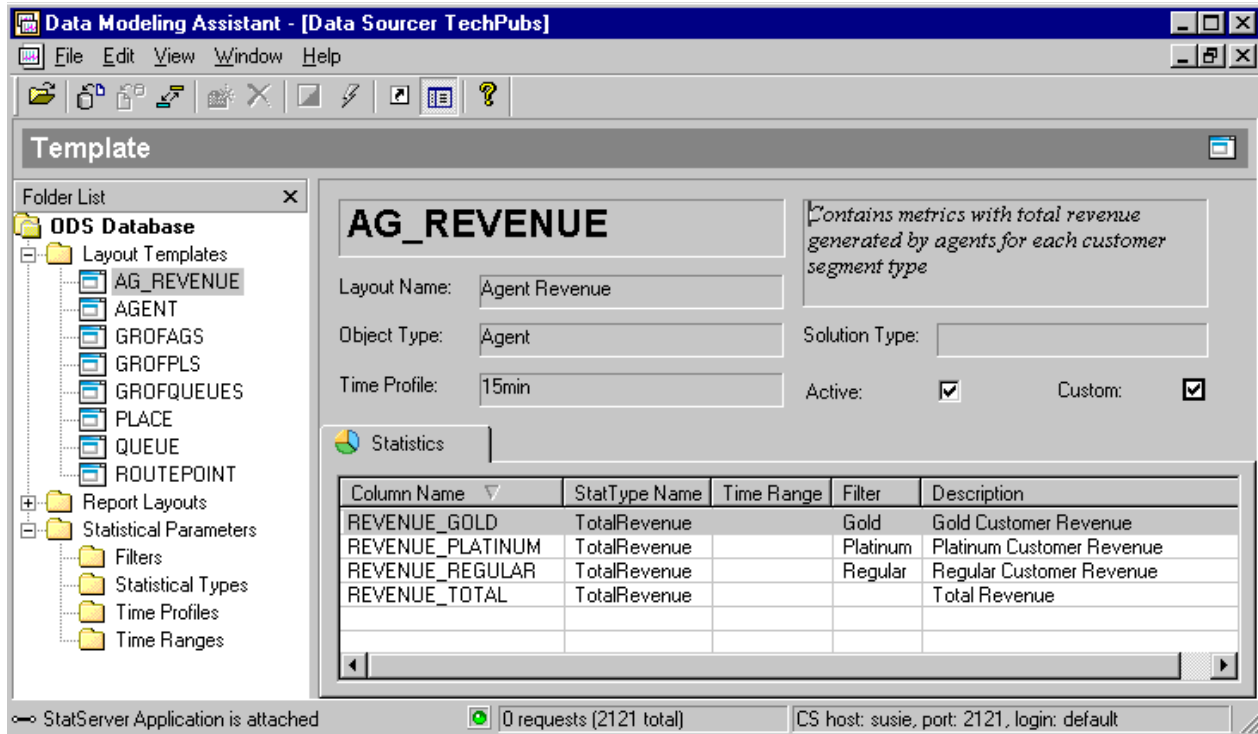 Data Modeling Assistant - [Data Sourcer TechPubs]
File Edit View Window Help
Template
Folder List
ODS Database
Layout Templates
AG_REVENUE
AGENT
GROFAGS
GROFPLS
GROFQUEUES
PLACE
QUEUE
ROUTEPOINT
Report Layouts
Statistical Parameters
Filters
Statistical Types
Time Profiles
Time Ranges
AG_REVENUE
Contains metrics with total revenue
generated by agents for each customer
segment type
Layout Name: Agent Revenue
Object Type: Agent
Solution Type:
Time Profile: 15min
Active: Custom:
Statistics
Column Name StatType Name Time Range Filter Description
REVENUE_GOLD TotalRevenue Gold Gold Customer Revenue
REVENUE_PLATINUM TotalRevenue Platinum Platinum Customer Revenue
REVENUE_REGULAR TotalRevenue Regular Regular Customer Revenue
REVENUE_TOTAL TotalRevenue Total Revenue
StatServer Application is attached 0 requests (2121 total) CS host: susie, port: 2121, login: default